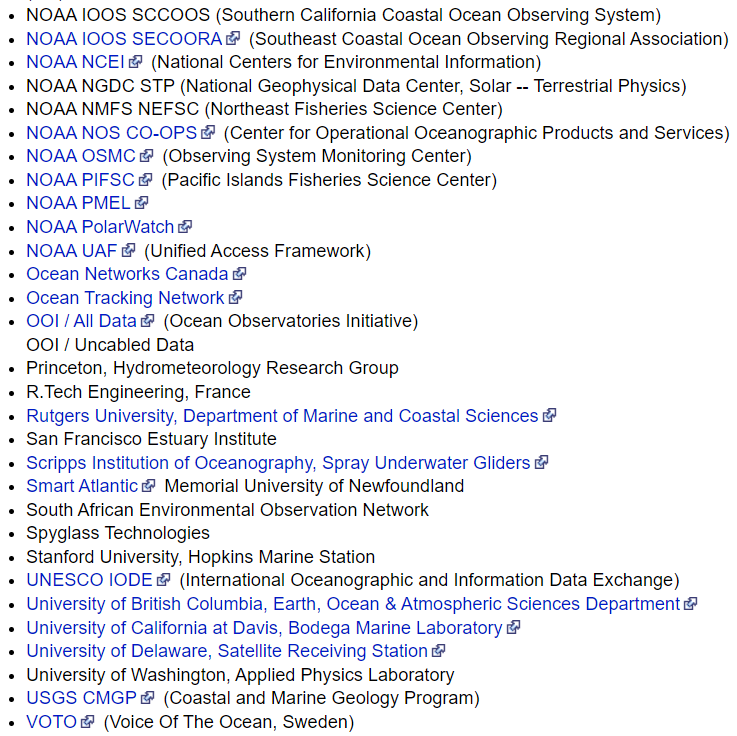 NOAA IOOS SCCOOS (Southern California Coastal Ocean Observing System)
NOAA IOOS SECOORA (Southeast Coastal Ocean Observing Regional Association)
NOAA NCEI (National Centers for Environmental Information)
NOAA NGDC STP (National Geophysical Data Center, Solar -- Terrestrial Physics)
NOAA NMFS NEFSC (Northeast Fisheries Science Center)
NOAA NOS CO-OPS (Center for Operational Oceanographic Products and Services)
NOAA OSMC (Observing System Monitoring Center)
NOAA PIFSC (Pacific Islands Fisheries Science Center)
NOAA PMEL
NOAA PolarWatch
NOAA UAF (Unified Access Framework)
Ocean Networks Canada
Ocean Tracking Network
OOI / All Data (Ocean Observatories Initiative)
OOI / Uncabled Data
Princeton, Hydrometeorology Research Group
R.Tech Engineering, France
Rutgers University, Department of Marine and Coastal Sciences
San Francisco Estuary Institute
Scripps Institution of Oceanography, Spray Underwater Gliders
Smart Atlantic Memorial University of Newfoundland
South African Environmental Observation Network
Spyglass Technologies
Stanford University, Hopkins Marine Station
UNESCO IODE (International Oceanographic and Information Data Exchange)
University of British Columbia, Earth, Ocean & Atmospheric Sciences Department
University of California at Davis, Bodega Marine Laboratory
University of Delaware, Satellite Receiving Station
University of Washington, Applied Physics Laboratory
USGS CMGP (Coastal and Marine Geology Program)
VOTO (Voice Of The Ocean, Sweden)